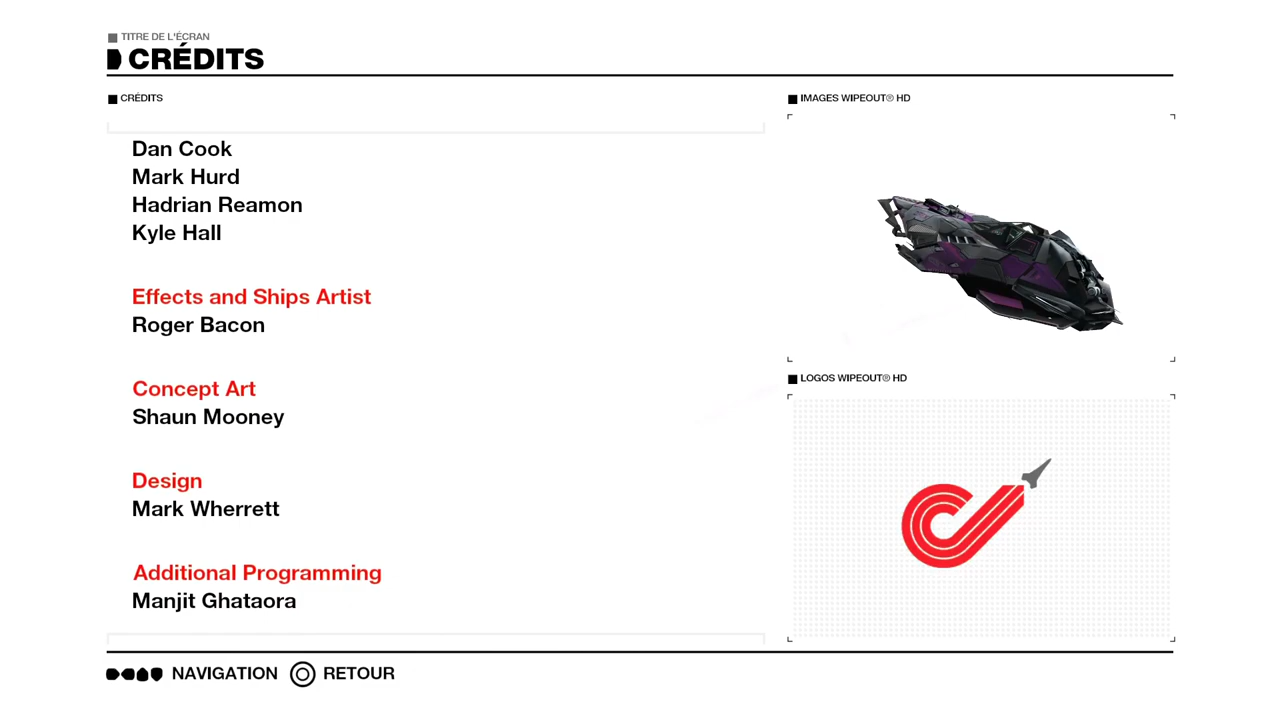 TITRE DE L'ÉCRAN
CRÉDITS
CRÉDITS
Dan Cook
Mark Hurd
Hadrian Reamon
Kyle Hall
Effects and Ships Artist
Roger Bacon
Concept Art
Shaun Mooney
Design
Mark Wherrett
Additional Programming
Manjit Ghataora
IMAGES WIPEOUT® HD
LOGOS WIPEOUT® HD
NAVIGATION RETOUR